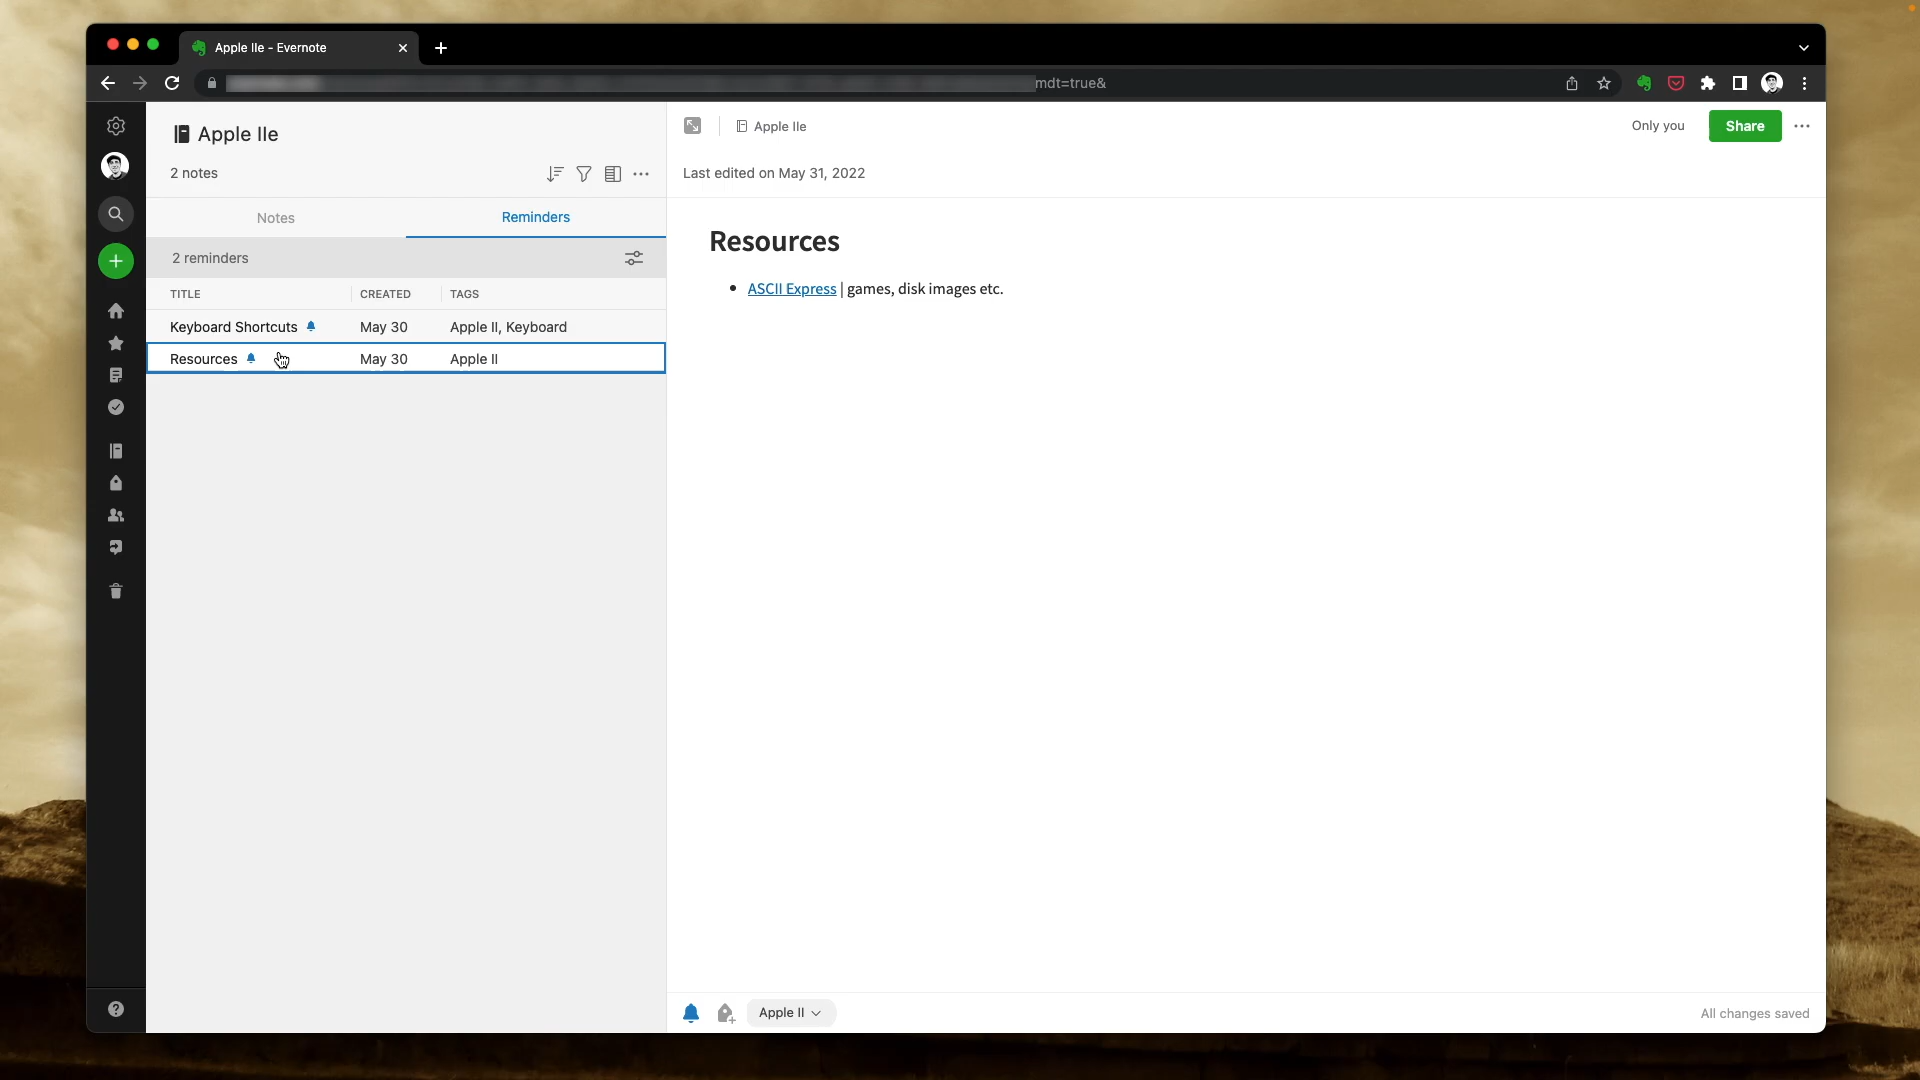 Apple IIe - Evernote
mdt=true&
Apple IIe
2 notes
Notes
Reminders
2 reminders
TITLE
CREATED
TAGS
Keyboard Shortcuts
May 30
Apple II, Keyboard
Resources
May 30
Apple II
Apple IIe
Only you
Share
Last edited on May 31, 2022
Resources
ASCII Express | games, disk images etc.
Apple II
All changes saved